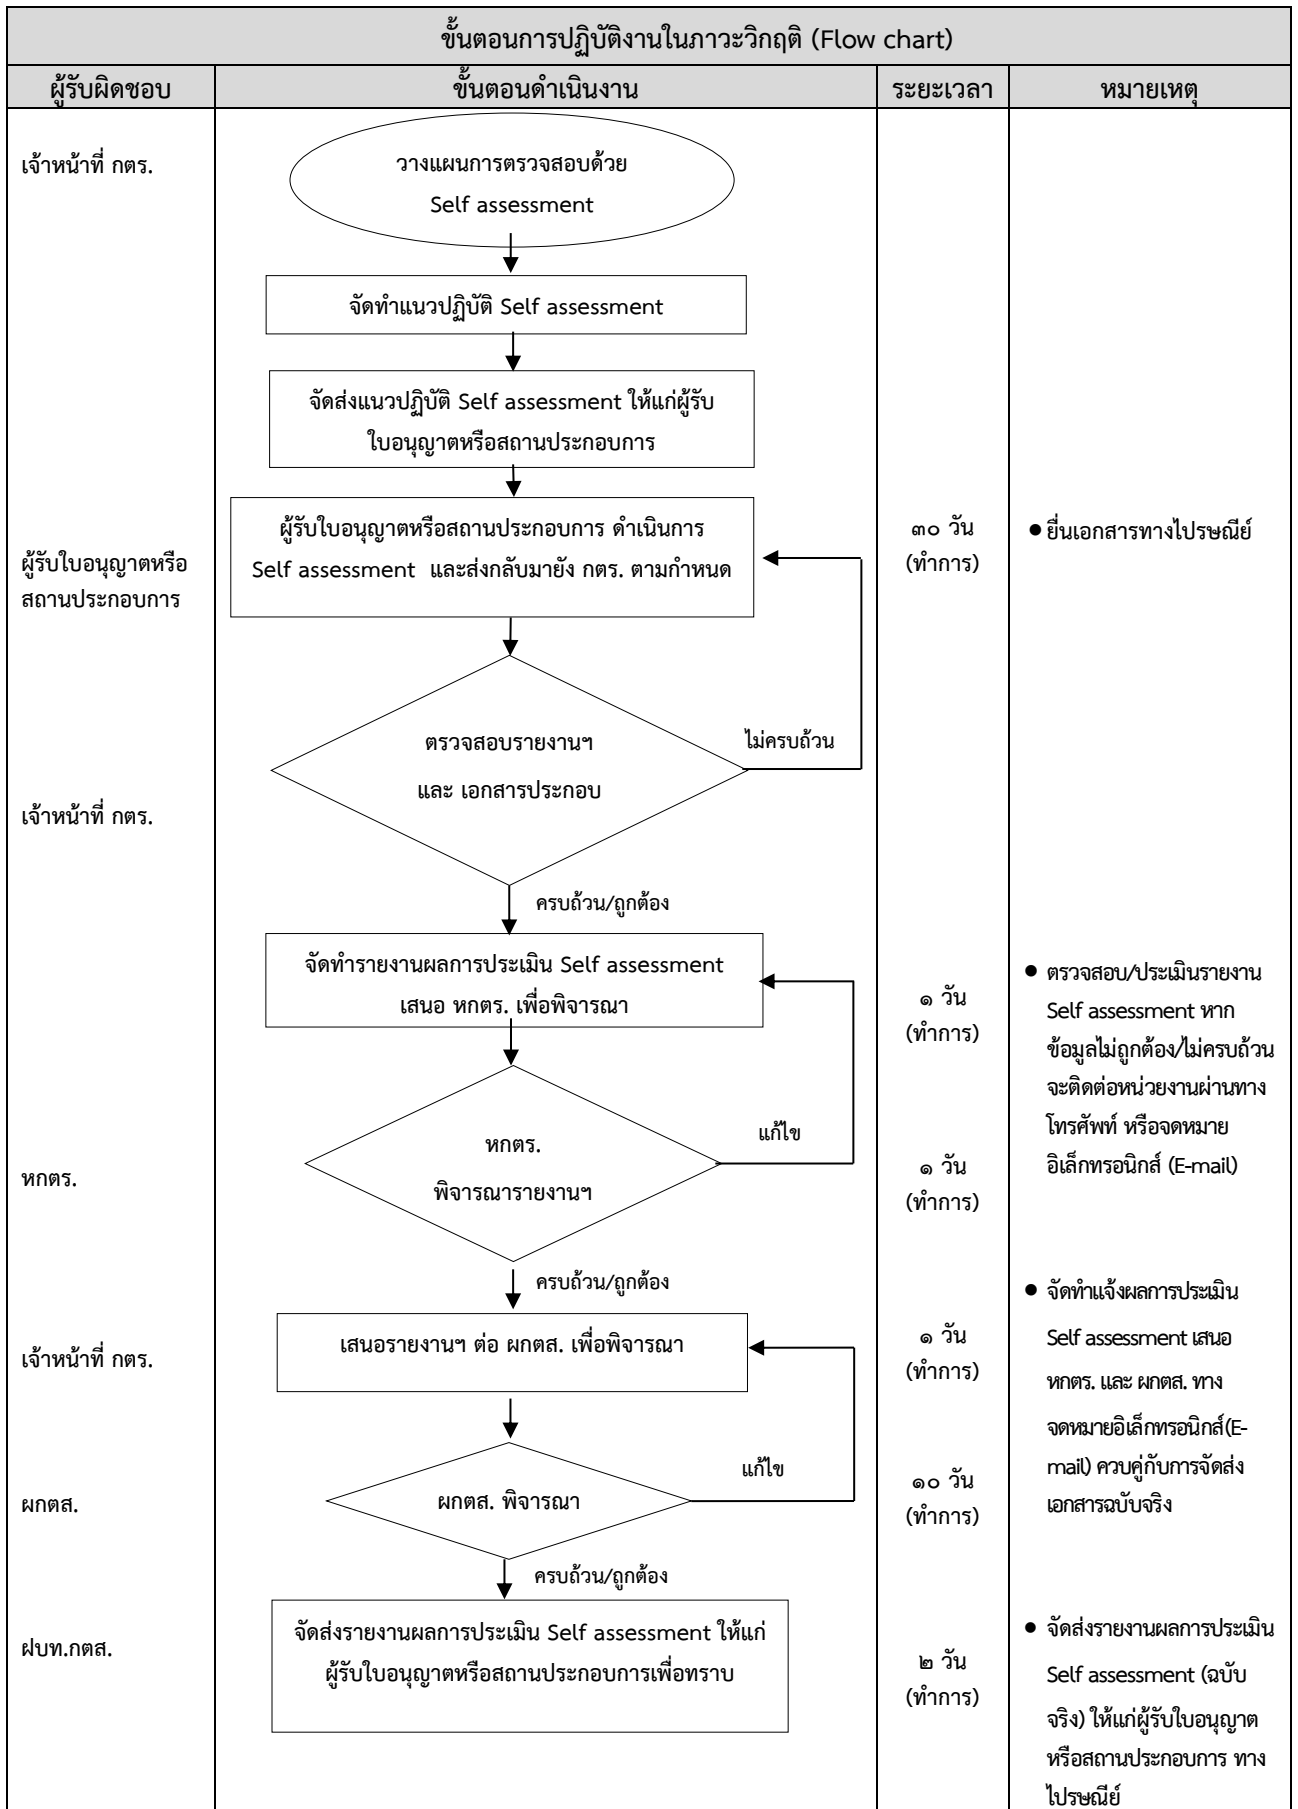 ขั้นตอนการปฏิบัติงานในภาวะวิกฤติ (Flow chart)
ผู้รับผิดชอบ
ขั้นตอนดำเนินงาน
ระยะเวลา
หมายเหตุ
เจ้าหน้าที่ กตร.
วางแผนการตรวจสอบด้วย
Self assessment
จัดทำแนวปฏิบัติ Self assessment
จัดส่งแนวปฏิบัติ Self assessment ให้แก่ผู้รับ
ใบอนุญาตหรือสถานประกอบการ
ผู้รับใบอนุญาตหรือ
สถานประกอบการ
ผู้รับใบอนุญาตหรือสถานประกอบการ ดำเนินการ
Self assessment และส่งกลับมายัง กตร. ตามกำหนด
๓๐ วัน
(ทำการ)
● ยื่นเอกสารทางไปรษณีย์
เจ้าหน้าที่ กตร.
ตรวจสอบรายงานฯ
และ เอกสารประกอบ
ไม่ครบถ้วน
ครบถ้วน/ถูกต้อง
จัดทำรายงานผลการประเมิน Self assessment
เสนอ หกตร. เพื่อพิจารณา
๑ วัน
(ทำการ)
● ตรวจสอบ/ประเมินรายงาน
Self assessment หาก
ข้อมูลไม่ถูกต้อง/ไม่ครบถ้วน
จะติดต่อหน่วยงานผ่านทาง
โทรศัพท์ หรือจดหมาย
อิเล็กทรอนิกส์ (E-mail)
หกตร.
หกตร.
พิจารณารายงานฯ
แก้ไข
๑ วัน
(ทำการ)
ครบถ้วน/ถูกต้อง
เจ้าหน้าที่ กตร.
เสนอรายงานฯ ต่อ ผกตส. เพื่อพิจารณา
๑ วัน
(ทำการ)
● จัดทำแจ้งผลการประเมิน
Self assessment เสนอ
หกตร. และ ผกตส. ทาง
จดหมายอิเล็กทรอนิกส์(E-
mail) ควบคู่กับการจัดส่ง
เอกสารฉบับจริง
ผกตส.
ผกตส. พิจารณา
แก้ไข
๑๐ วัน
(ทำการ)
ครบถ้วน/ถูกต้อง
ฝบท.กตส.
จัดส่งรายงานผลการประเมิน Self assessment ให้แก่
ผู้รับใบอนุญาตหรือสถานประกอบการเพื่อทราบ
๒ วัน
(ทำการ)
● จัดส่งรายงานผลการประเมิน
Self assessment (ฉบับ
จริง) ให้แก่ผู้รับใบอนุญาต
หรือสถานประกอบการ ทาง
ไปรษณีย์